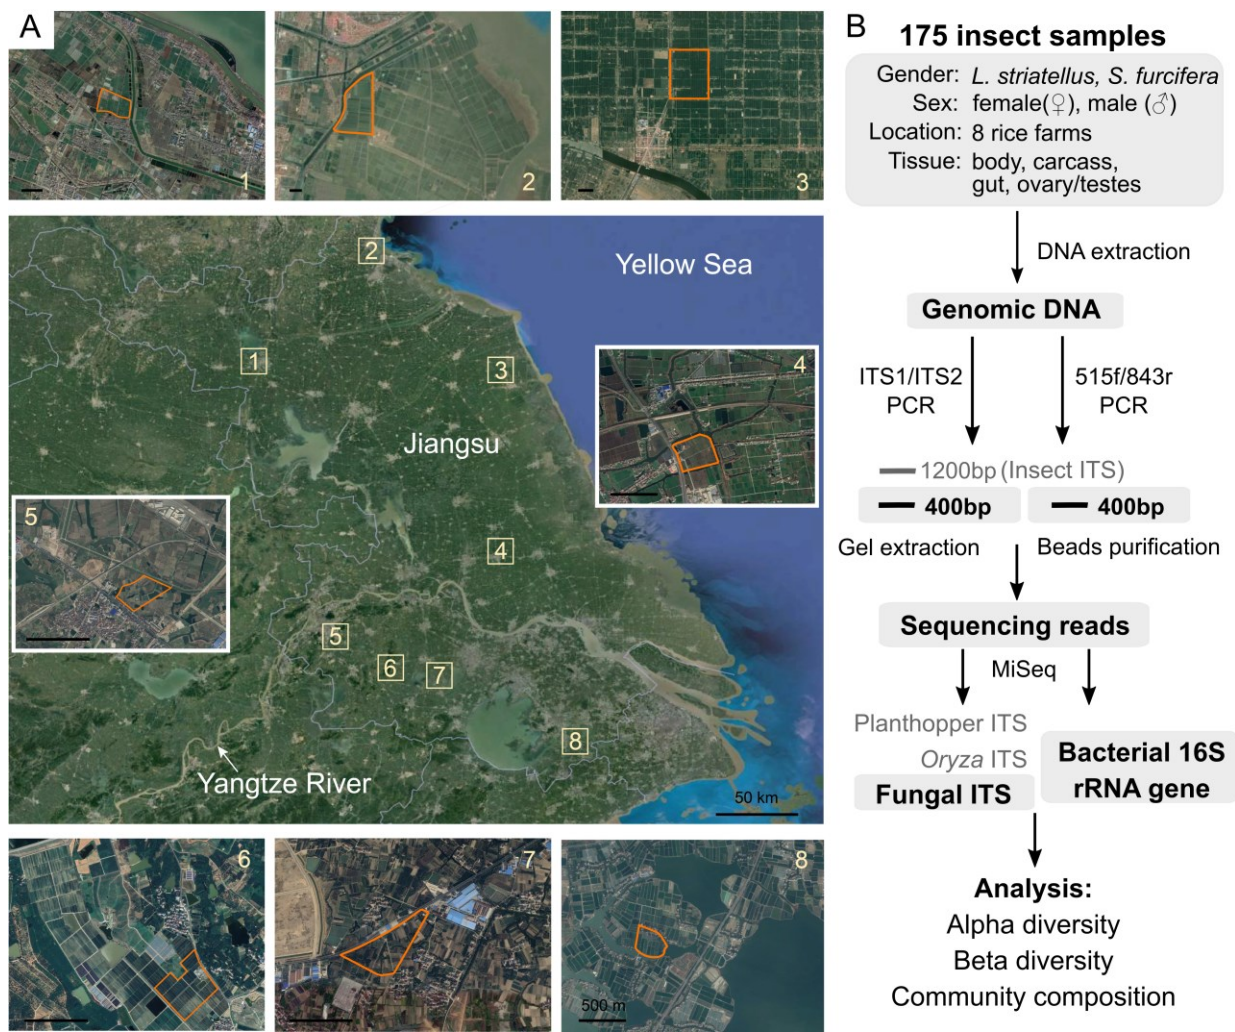 A
1
2
3
2
Yellow Sea
1
3
4
Jiangsu
5
4
5
6
7
8
Yangtze River
50 km
6
7
8
500 m
B
175 insect samples
Gender: L. striatellus, S. furcifera
Sex: female(♀), male (♂)
Location: 8 rice farms
Tissue: body, carcass,
gut, ovary/testes
DNA extraction
Genomic DNA
ITS1/ITS2
PCR
515f/843r
PCR
1200bp (Insect ITS)
400bp
400bp
Gel extraction
Beads purification
Sequencing reads
MiSeq
Planthopper ITS
Oryza ITS
Fungal ITS
Bacterial 16S
rRNA gene
Analysis:
Alpha diversity
Beta diversity
Community composition